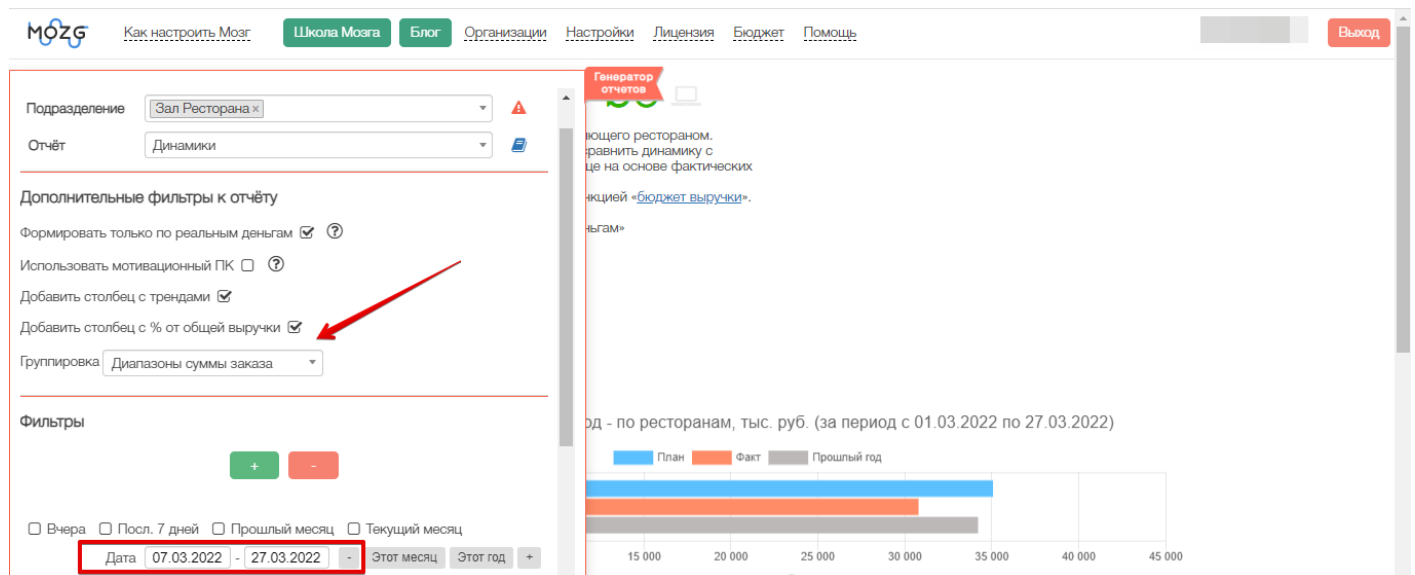 MOZG Как настроить Мозг Школа Мозга Блог Организации Настройки Лицензия Бюджет Помощь Выход
Генератор
отчетов
Подразделение Зал Ресторана ×
Отчёт Динамики
Дополнительные фильтры к отчёту
Формировать только по реальным деньгам ?
Использовать мотивационный ПК ?
Добавить столбец с трендами
Добавить столбец с % от общей выручки
Группировка Диапазоны суммы заказа
Фильтры
+ -
Вчера Посл. 7 дней Прошлый месяц Текущий месяц
Дата 07.03.2022 - 27.03.2022 - Этот месяц Этот год +
ющего рестораном.
равнить динамику с
це на основе фактических
нкцией «бюджет выручки».
ньгам»
од - по ресторанам, тыс. руб. (за период с 01.03.2022 по 27.03.2022)
План Факт Прошлый год
15 000 20 000 25 000 30 000 35 000 40 000 45 000